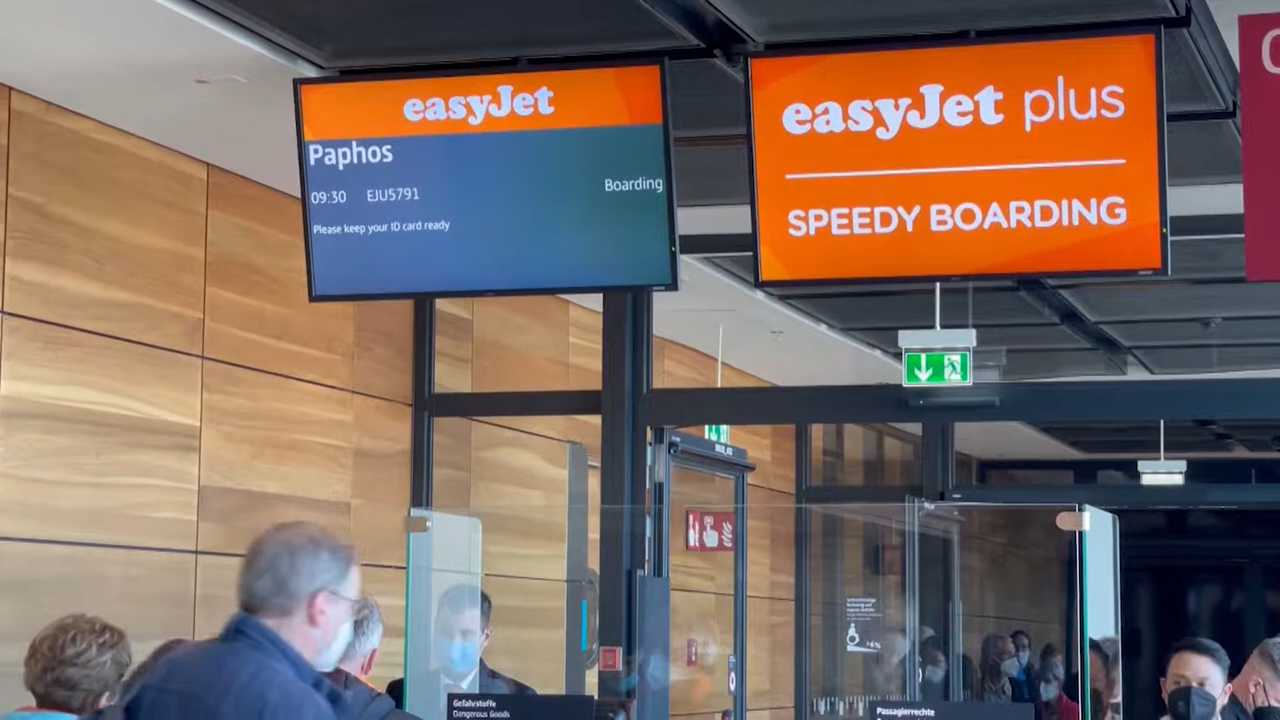 easyJet
Paphos
09:30 EJU5791
Boarding
Please keep your ID card ready
easyJet plus
SPEEDY BOARDING
Gefahrstoffe
Dangerous Goods
Passagierrechte